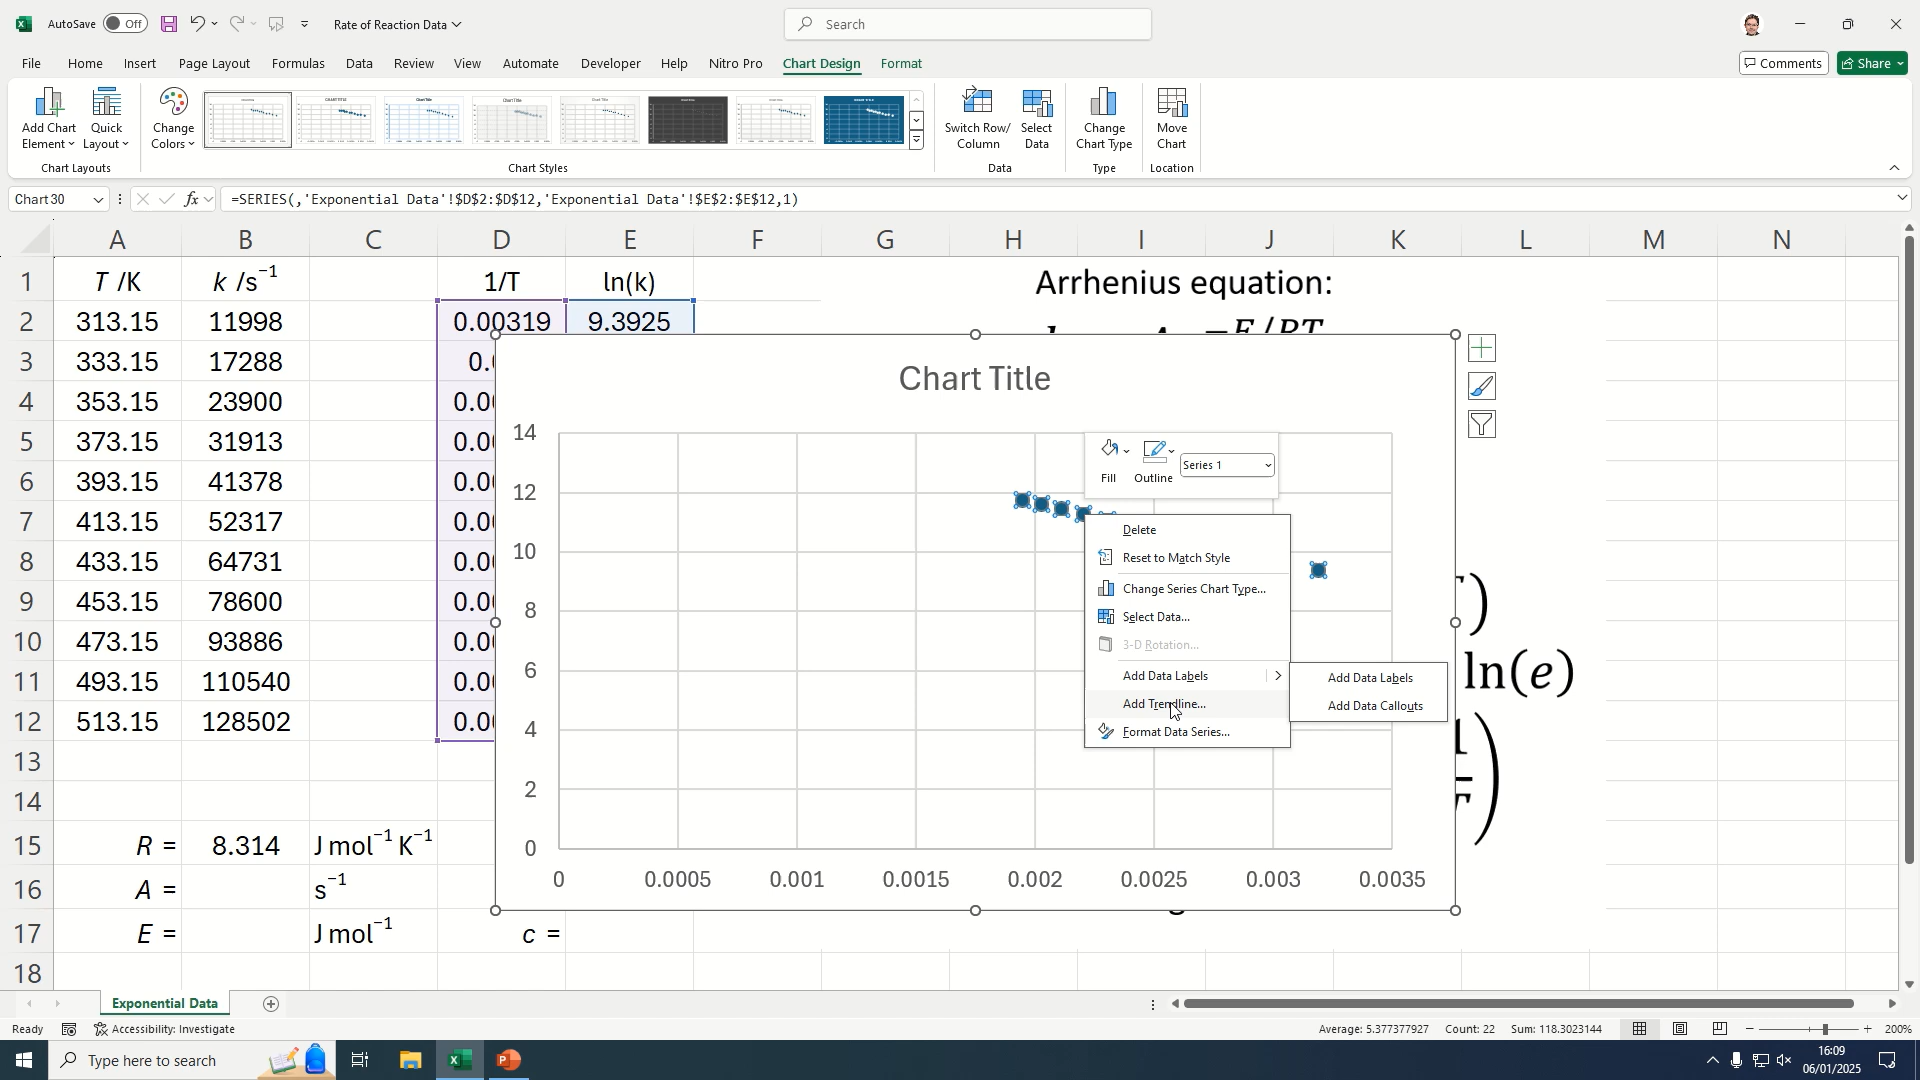 AutoSave Off Rate of Reaction Data Search
File Home Insert Page Layout Formulas Data Review View Automate Developer Help Nitro Pro Chart Design Format Comments Share
Add Chart Element Quick Layout Change Colors Switch Row/ Column Select Data Change Chart Type Move Chart
Chart Layouts Chart Styles Data Type Location
Chart 30 fx =SERIES(,'Exponential Data'!$D$2:$D$12,'Exponential Data'!$E$2:$E$12,1)
A B C D E F G H I J K L M N
1 T /K k /s⁻¹ 1/T ln(k) Arrhenius equation:
2 313.15 11998 0.00319 9.3925
3 333.15 17288
4 353.15 23900
5 373.15 31913
6 393.15 41378
7 413.15 52317
8 433.15 64731
9 453.15 78600
10 473.15 93886
11 493.15 110540 ln(e)
12 513.15 128502
13
14
15 R = 8.314 J mol⁻¹ K⁻¹
16 A = s⁻¹
17 E = J mol⁻¹ c =
18
Chart Title
14
12
10
8
6
4
2
0
0 0.0005 0.001 0.0015 0.002 0.0025 0.003 0.0035
Fill Outline Series 1
Delete
Reset to Match Style
Change Series Chart Type...
Select Data...
3-D Rotation...
Add Data Labels
Add Trendline...
Format Data Series...
Add Data Labels
Add Data Callouts
Exponential Data
Ready Accessibility: Investigate Average: 5.377377927 Count: 22 Sum: 118.3023144 200%
Type here to search 16:09
06/01/2025